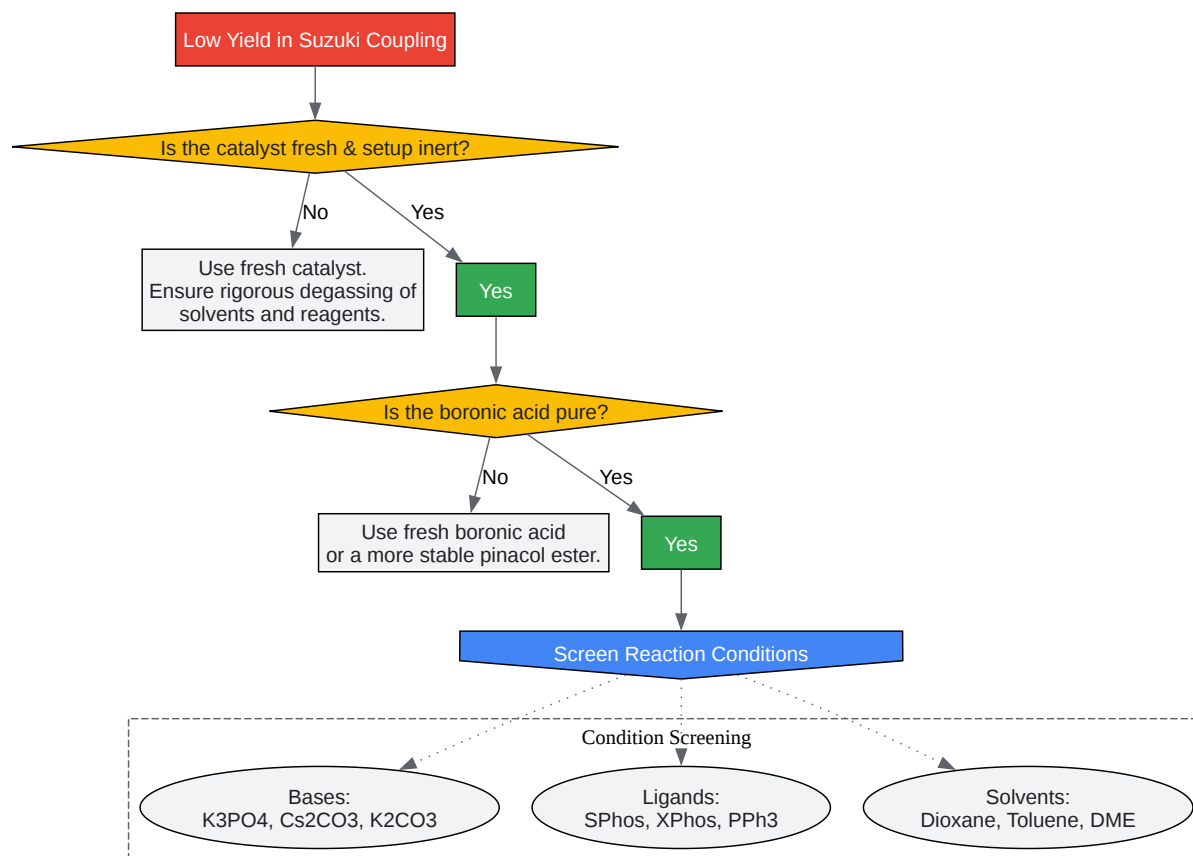 Low Yield in Suzuki Coupling
Is the catalyst fresh & setup inert?
No
Yes
Use fresh catalyst.
Ensure rigorous degassing of
solvents and reagents.
Yes
Is the boronic acid pure?
No
Yes
Use fresh boronic acid
or a more stable pinacol ester.
Yes
Screen Reaction Conditions
Condition Screening
Bases:
K3PO4, Cs2CO3, K2CO3
Ligands:
SPhos, XPhos, PPh3
Solvents:
Dioxane, Toluene, DME